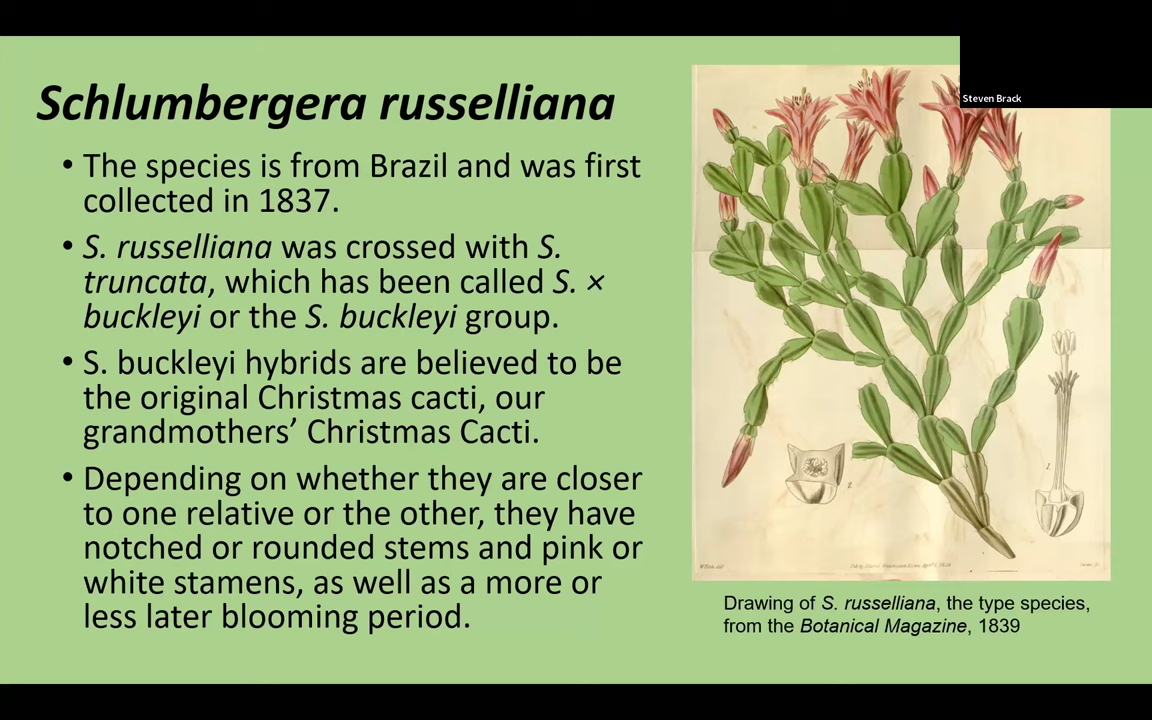 Schlumbergera russelliana
Steven Brack
• The species is from Brazil and was first
collected in 1837.
• S. russelliana was crossed with S.
truncata, which has been called S. ×
buckleyi or the S. buckleyi group.
• S. buckleyi hybrids are believed to be
the original Christmas cacti, our
grandmothers’ Christmas Cacti.
• Depending on whether they are closer
to one relative or the other, they have
notched or rounded stems and pink or
white stamens, as well as a more or
less later blooming period.
1.
2.
Drawing of S. russelliana, the type species,
from the Botanical Magazine, 1839